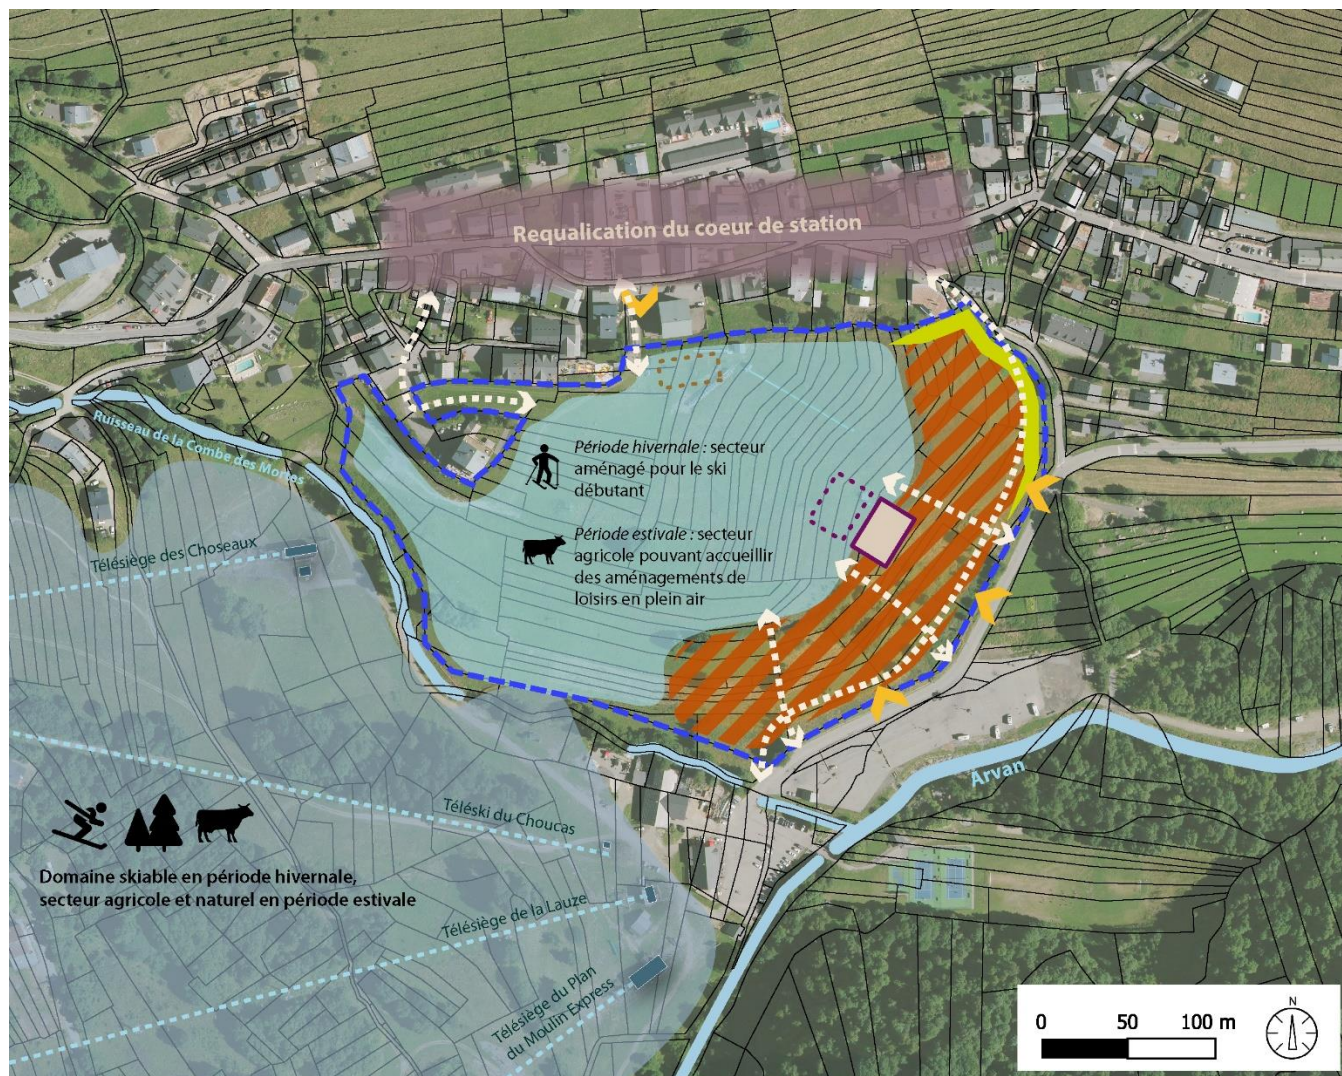 Requalication du coeur de station
Ruisseau de la Combe des Mortes
Période hivernale : secteur
aménagé pour le ski
débutant
Télésiège des Choseaux
Période estivale : secteur
agricole pouvant accueillir
des aménagements de
loisirs en plein air
Arvan
Téléski du Choucas
Domaine skiable en période hivernale,
secteur agricole et naturel en période estivale
Télésiège de la Lauze
Télésiège du Plan
du Moulin Express
N
0 50 100 m